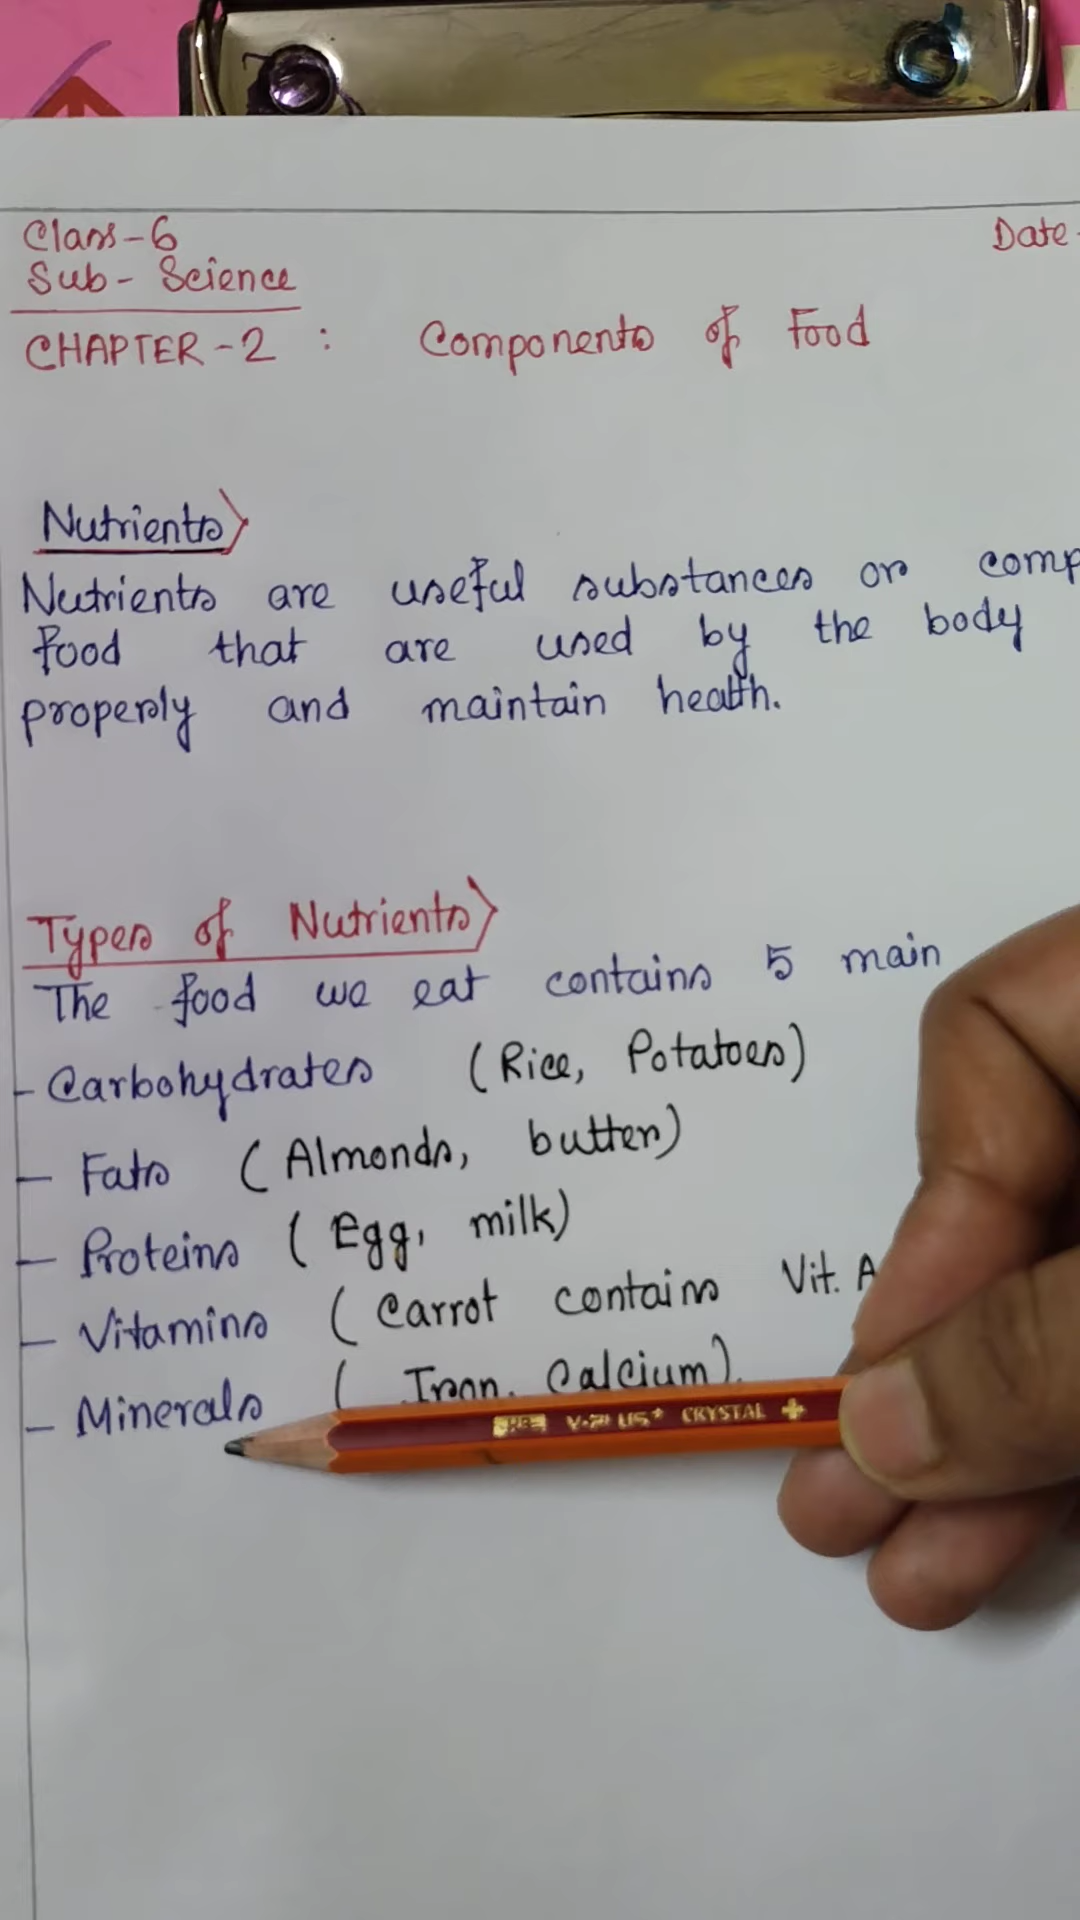 Class-6
Date-
Sub- Science
CHAPTER-2 : Components of Food
Nutrients
Nutrients are useful substances or comp
food that are used by the body
properly and maintain health.
Types of Nutrients
The food we eat contains 5 main
- Carbohydrates (Rice, Potatoes)
- Fats (Almonds, butter)
- Proteins (Egg, milk)
- Vitamins (Carrot contains Vit. A
- Minerals (Iron, Calcium).
CRYSTAL